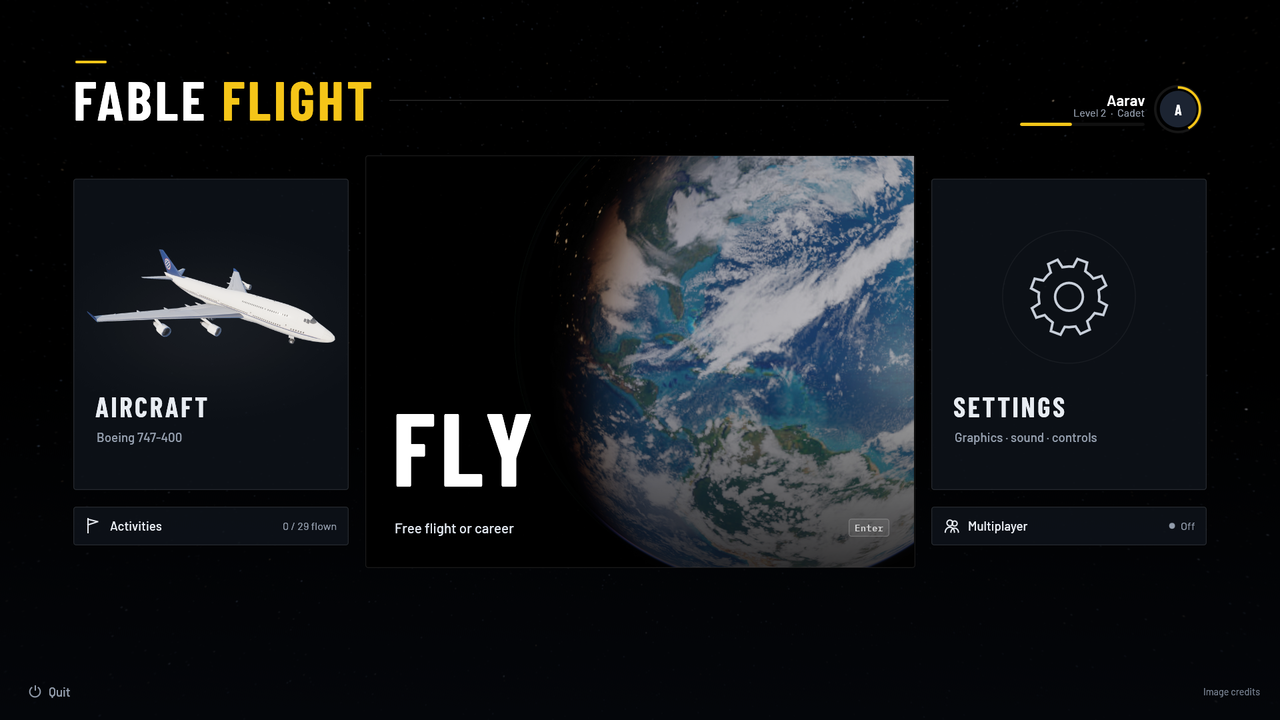 FABLE FLIGHT
Aarav
Level 2 · Cadet
A
AIRCRAFT
Boeing 747-400
FLY
Free flight or career
Enter
SETTINGS
Graphics · sound · controls
Activities
0 / 29 flown
Multiplayer
Off
Quit
Image credits